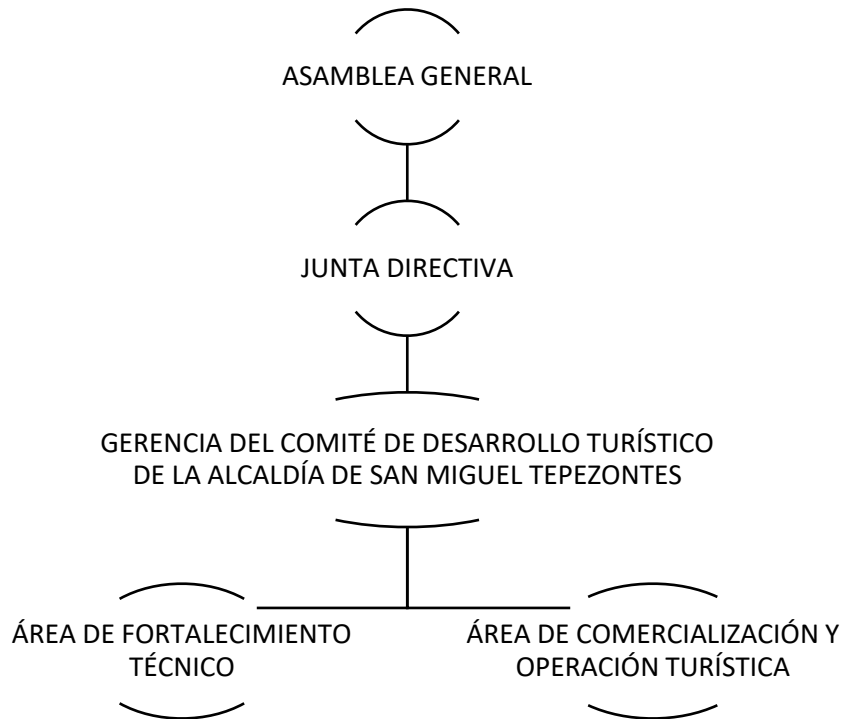 ASAMBLEA GENERAL
JUNTA DIRECTIVA
GERENCIA DEL COMITÉ DE DESARROLLO TURÍSTICO
DE LA ALCALDÍA DE SAN MIGUEL TEPEZONTES
ÁREA DE FORTALECIMIENTO
TÉCNICO
ÁREA DE COMERCIALIZACIÓN Y
OPERACIÓN TURÍSTICA